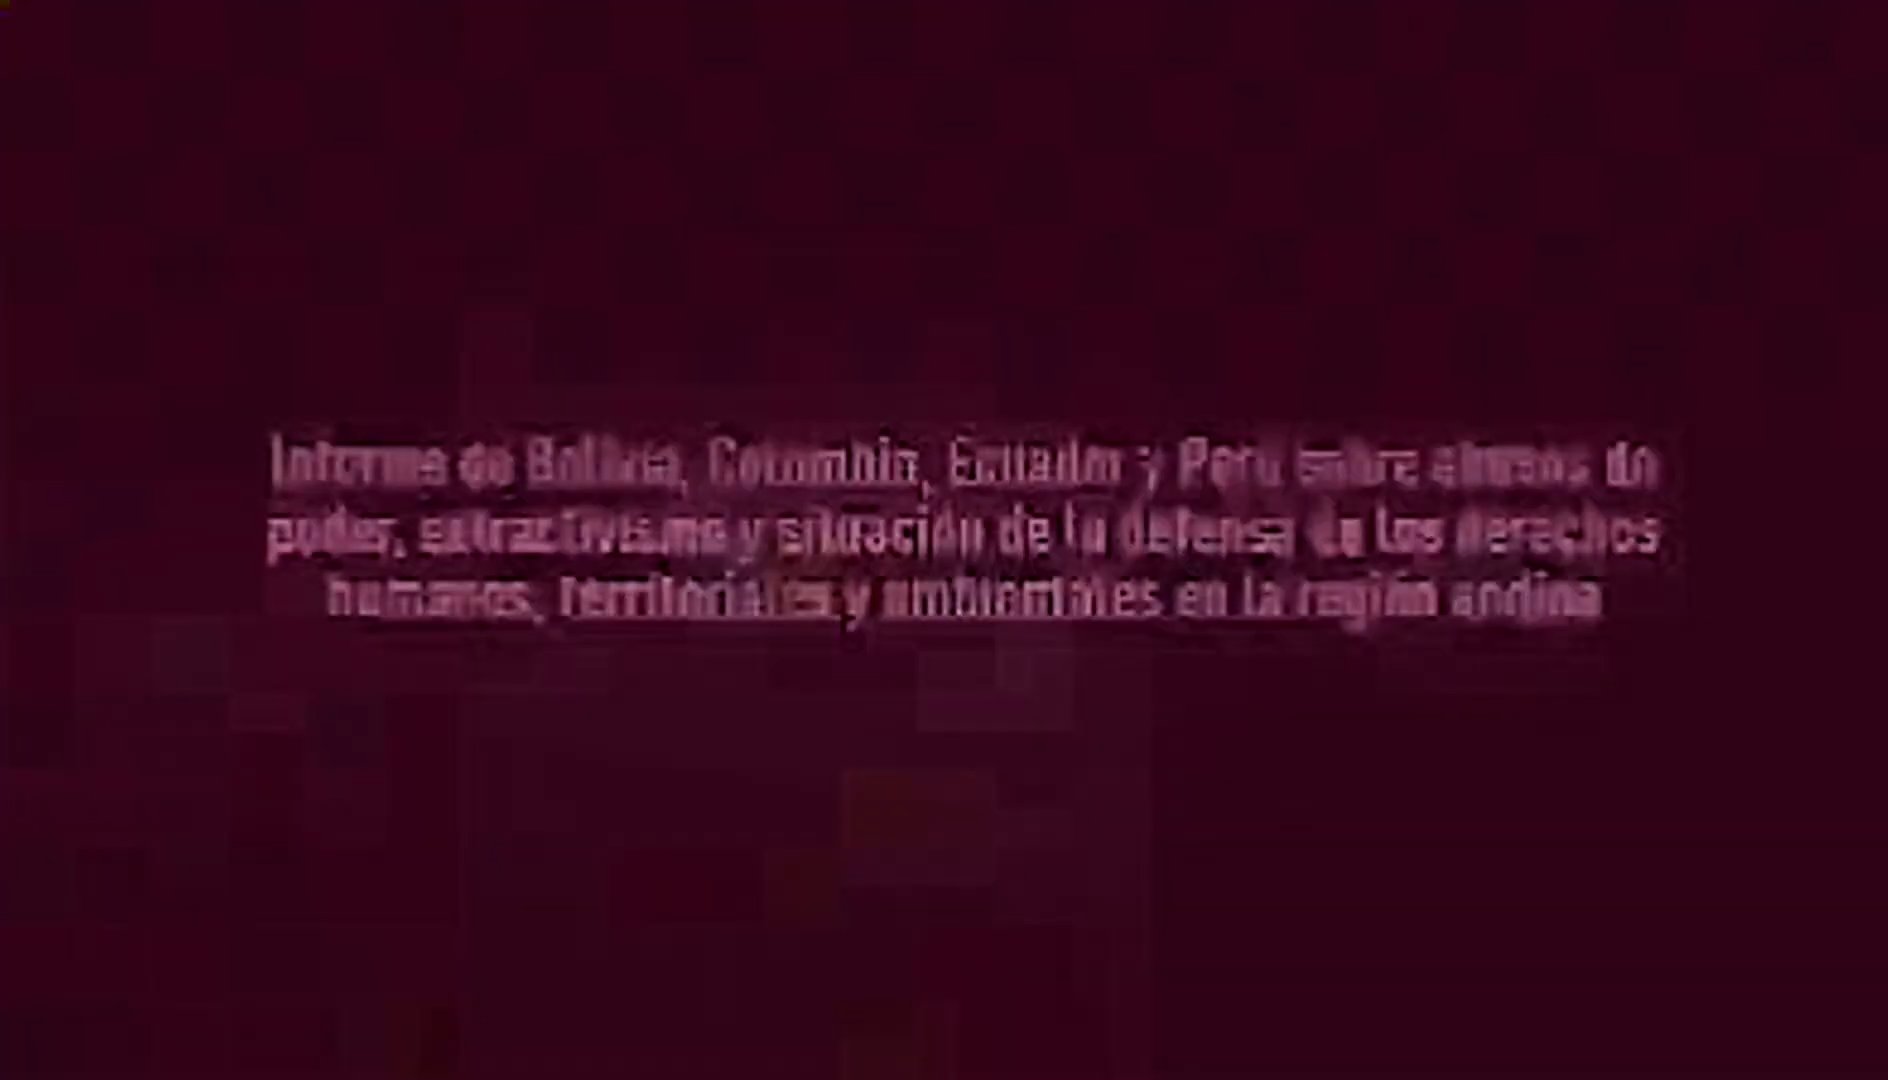 Informe de Bolivia, Colombia, Ecuador y Perú sobre abusos de
poder, extractivismo y situación de la defensa de los derechos
humanos, territoriales y ambientales en la región andina